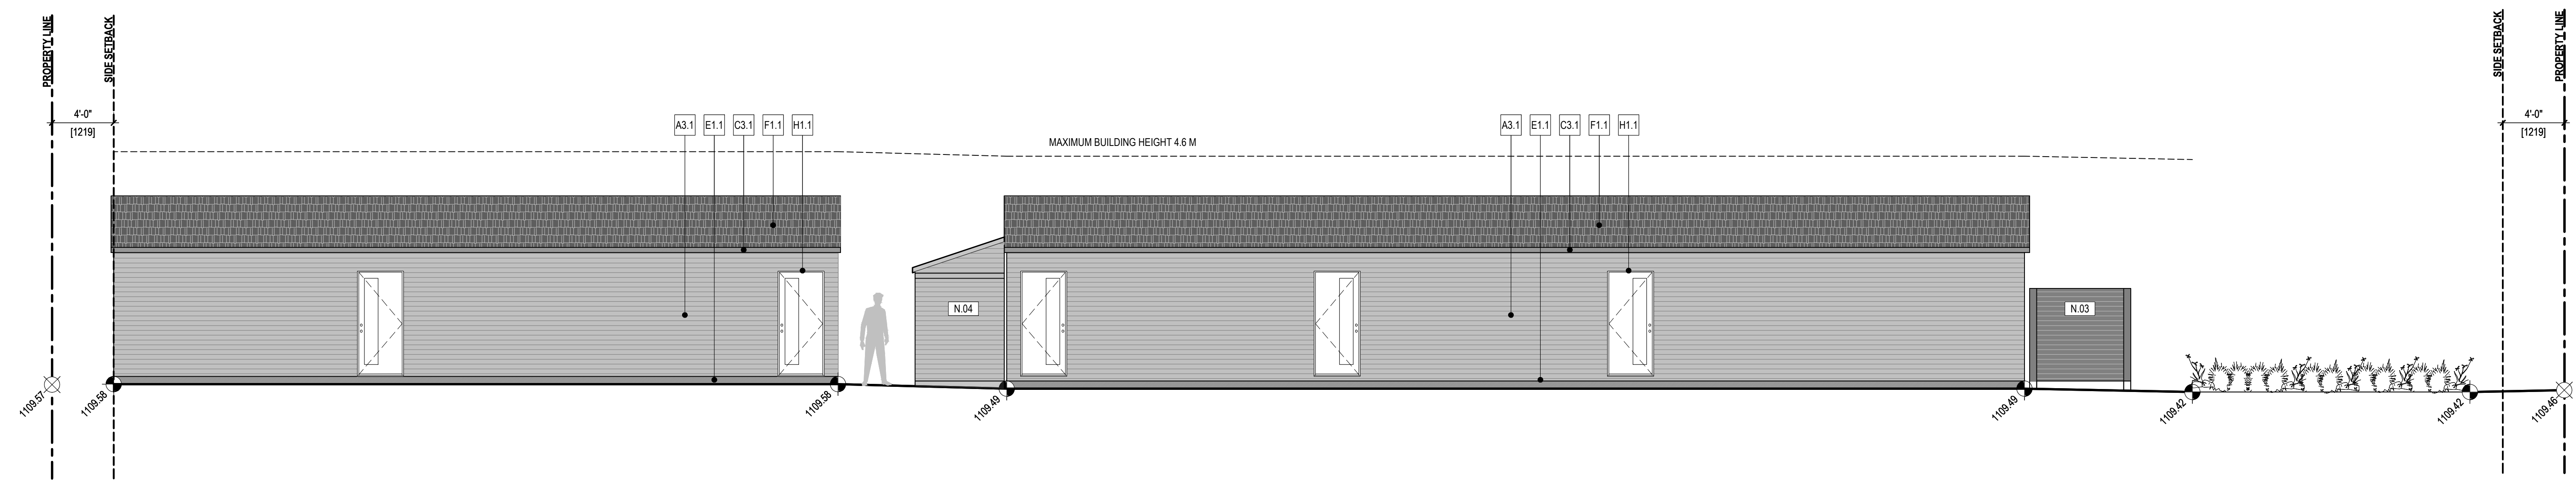 PROPERTY LINE
SIDE SETBACK
SIDE SETBACK
PROPERTY LINE
4'-0"
[1219]
4'-0"
[1219]
A3.1
E1.1
C3.1
F1.1
H1.1
A3.1
E1.1
C3.1
F1.1
H1.1
MAXIMUM BUILDING HEIGHT 4.6 M
N.04
N.03
1109.57
1109.58
1109.58
1109.49
1109.49
1109.42
1109.42
1109.46